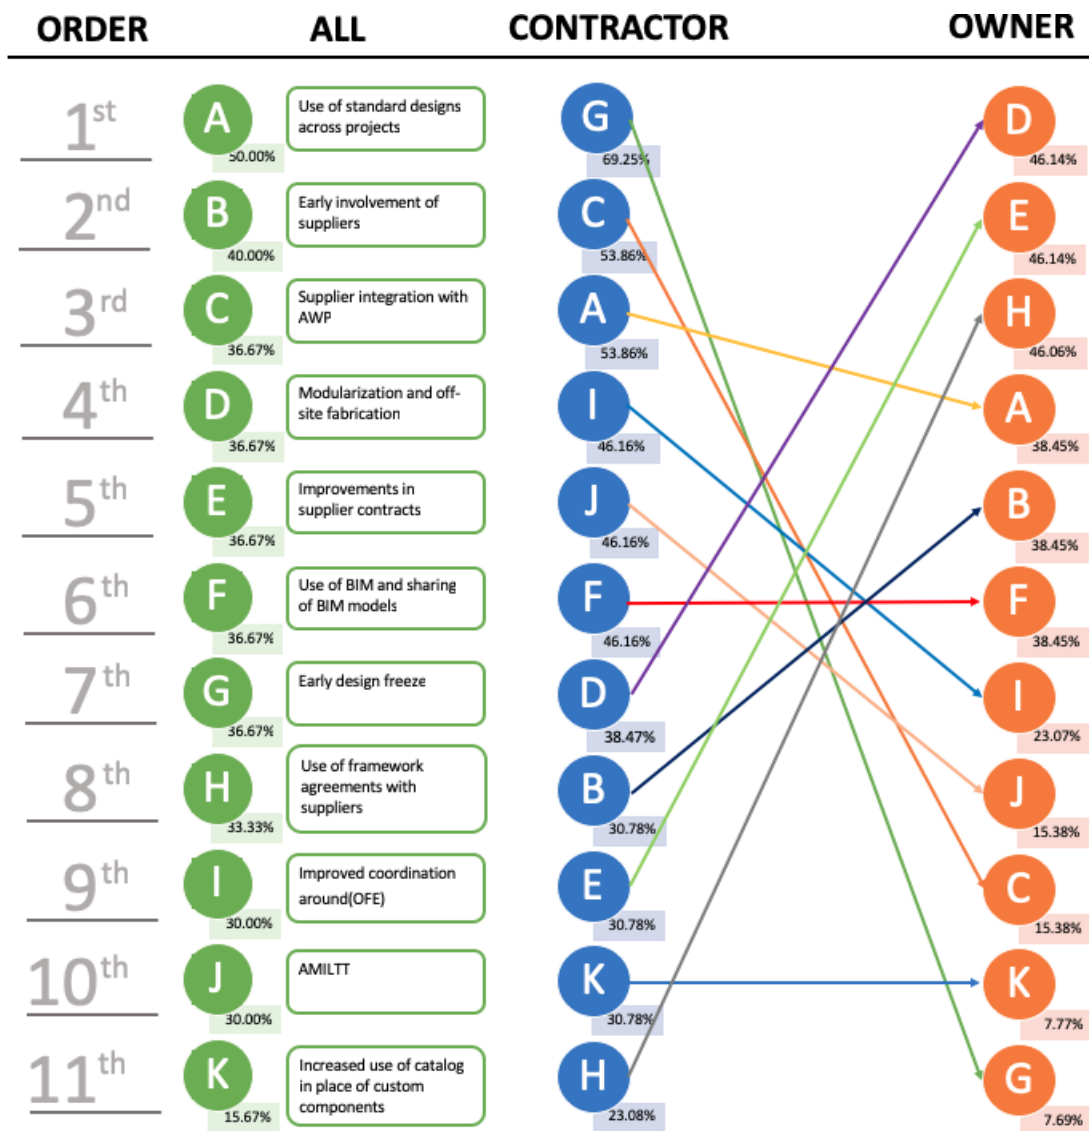 ORDER ALL CONTRACTOR OWNER
1st A Use of standard designs G D
across projects
50.00% 69.25% 46.14%
2nd B Early involvement of C E
suppliers
40.00% 53.86% 46.14%
3rd C Supplier integration with A H
AWP
36.67% 53.86% 46.06%
4th D Modularization and off- I A
site fabrication
36.67% 46.16% 38.45%
5th E Improvements in J B
supplier contracts
36.67% 46.16% 38.45%
6th F Use of BIM and sharing F F
of BIM models
36.67% 46.16% 38.45%
7th G Early design freeze D I
36.67% 38.47% 23.07%
8th H Use of framework B J
agreements with
suppliers
33.33% 30.78% 15.38%
9th I Improved coordination E C
around(OFE)
30.00% 30.78% 15.38%
10th J AMILTT K K
30.00% 30.78% 7.77%
11th K Increased use of catalog H G
in place of custom
components
15.67% 23.08% 7.69%